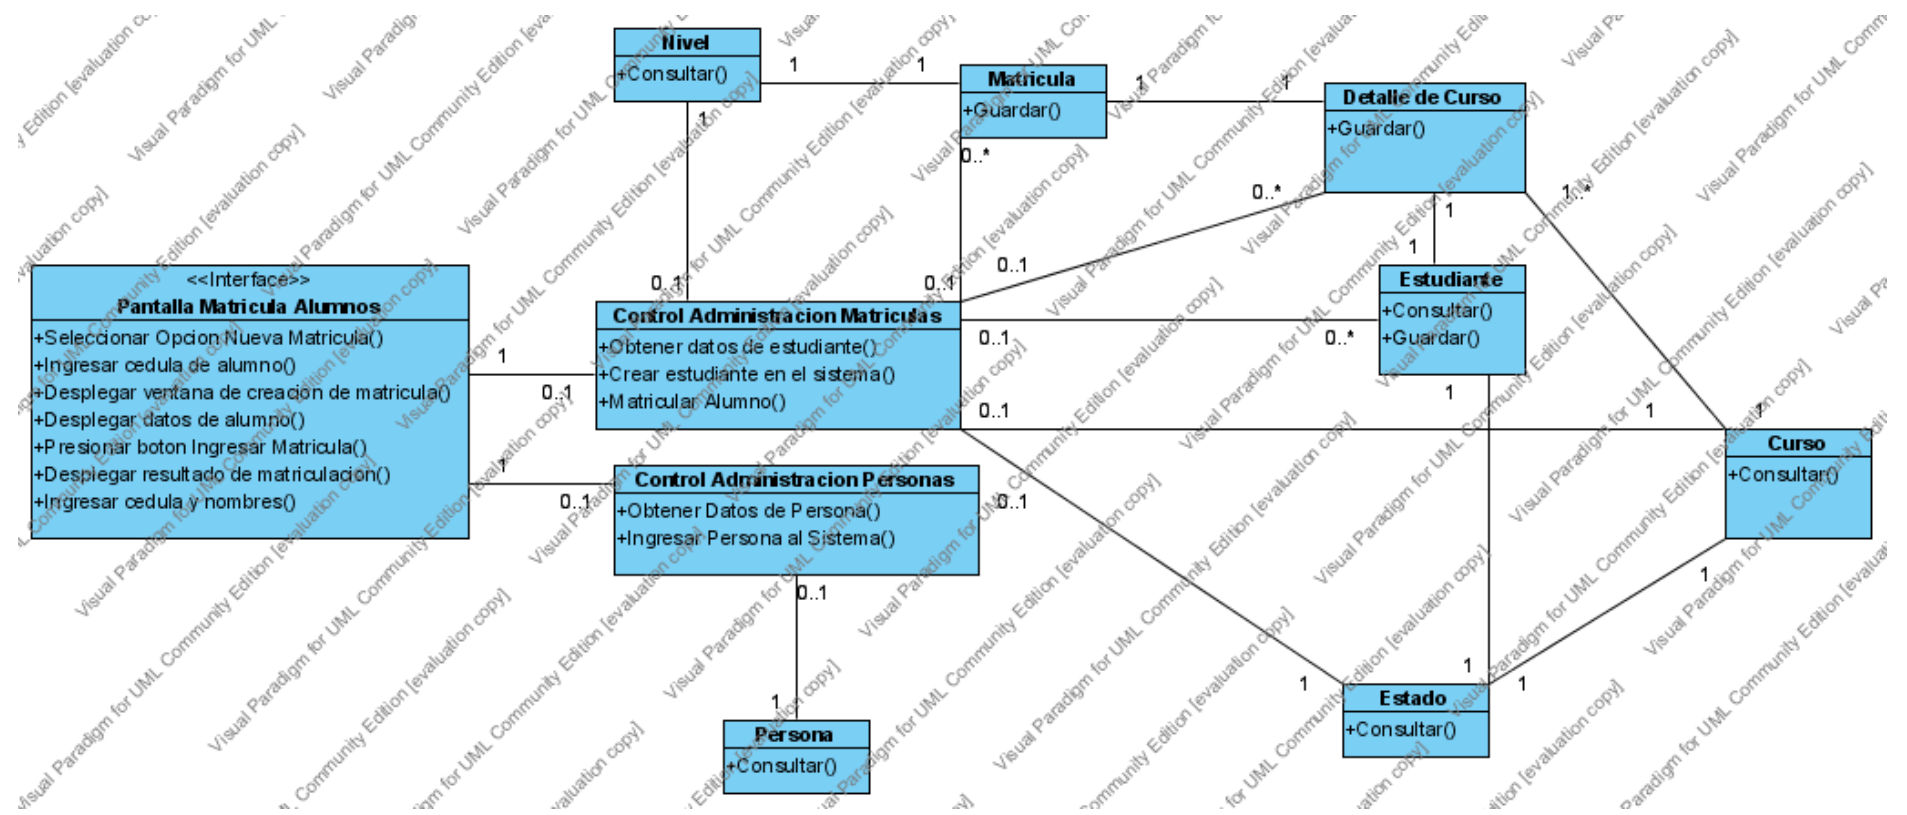 Nivel
+Consultar()
1
1
1
0..1
Matricula
+Guardar()
1
1
0..*
0..1
Detalle de Curso
+Guardar()
0..*
0..1
1..*
1
1
1
<<Interface>>
Pantalla Matricula Alumnos
+Seleccionar Opcion Nueva Matricula()
+Ingresar cedula de alumno()
+Desplegar ventana de creación de matricula()
+Desplegar datos de alumno()
+Presionar boton Ingresar Matricula()
+Desplegar resultado de matriculacion()
+Ingresar cedula y nombres()
1
0..1
1
0..1
Control Administracion Matriculas
+Obtener datos de estudiante()
+Crear estudiante en el sistema()
+Matricular Alumno()
0..1
0..*
0..1
1
0..1
1
Estudiante
+Consultar()
+Guardar()
1
1
Curso
+Consultar()
1
1
Control Administracion Personas
+Obtener Datos de Persona()
+Ingresar Persona al Sistema()
0..1
1
Persona
+Consultar()
Estado
+Consultar()
Visual Paradigm for UML Community Edition [evaluation copy]